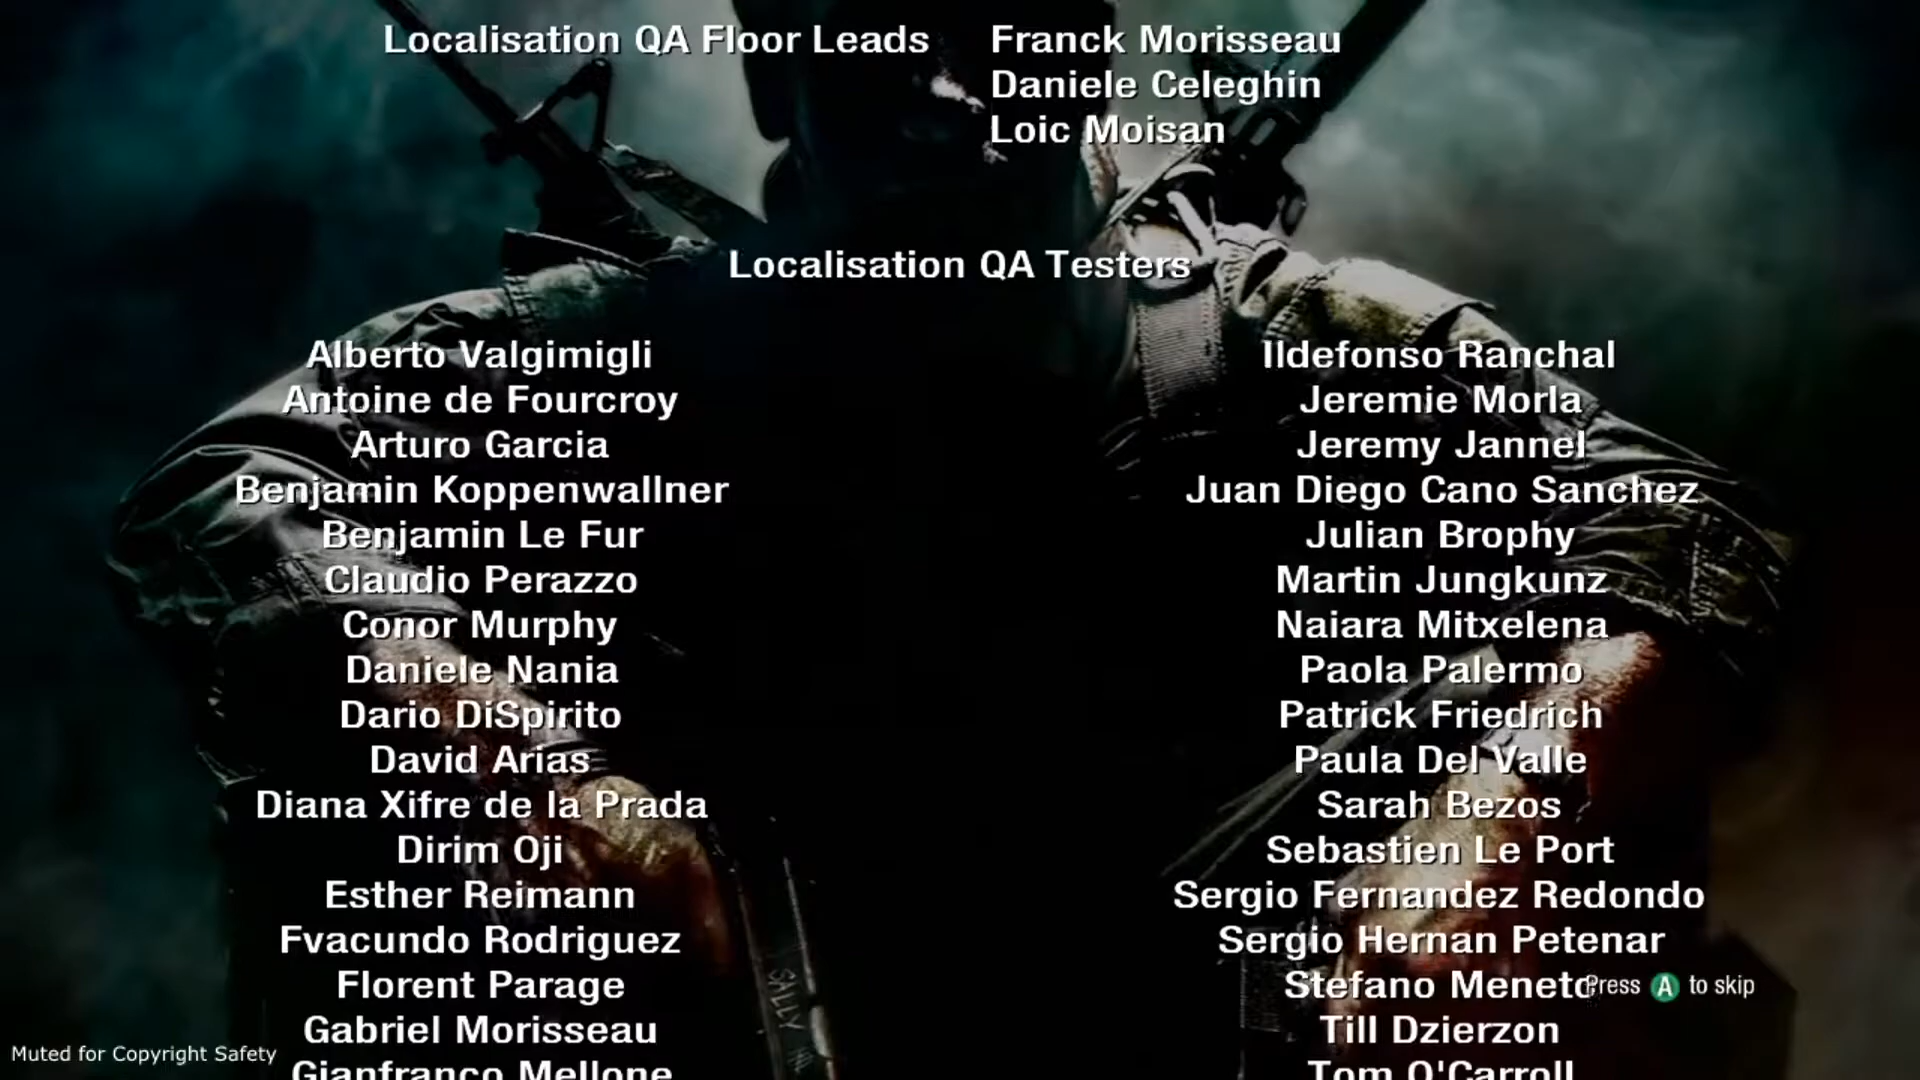 Localisation QA Floor Leads Franck Morisseau
Daniele Celeghin
Loic Moisan
Localisation QA Testers
Alberto Valgimigli Ildefonso Ranchal
Antoine de Fourcroy Jeremie Morla
Arturo Garcia Jeremy Jannel
Benjamin Koppenwallner Juan Diego Cano Sanchez
Benjamin Le Fur Julian Brophy
Claudio Perazzo Martin Jungkunz
Conor Murphy Naiara Mitxelena
Daniele Nania Paola Palermo
Dario DiSpirito Patrick Friedrich
David Arias Paula Del Valle
Diana Xifre de la Prada Sarah Bezos
Dirim Oji Sebastien Le Port
Esther Reimann Sergio Fernandez Redondo
Fvacundo Rodriguez Sergio Hernan Petenar
Florent Parage Stefano Meneto
Press A to skip
Gabriel Morisseau Till Dzierzon
Gianfranco Mellone Tom O'Carroll
SALLY
Muted for Copyright Safety